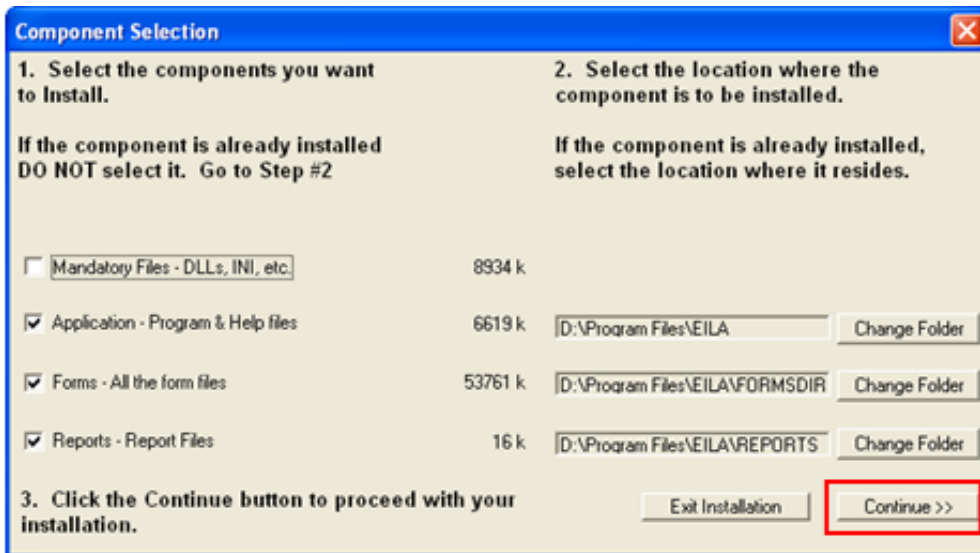 Component Selection
1. Select the components you want
to Install.
If the component is already installed
DO NOT select it. Go to Step #2
2. Select the location where the
component is to be installed.
If the component is already installed,
select the location where it resides.
Mandatory Files - DLLs, INI, etc. 8934 k
Application - Program & Help files 6619 k D:\Program Files\EILA Change Folder
Forms - All the form files 53761 k D:\Program Files\EILA\FORMSDIR Change Folder
Reports - Report Files 16 k D:\Program Files\EILA\REPORTS Change Folder
3. Click the Continue button to proceed with your
installation.
Exit Installation Continue >>